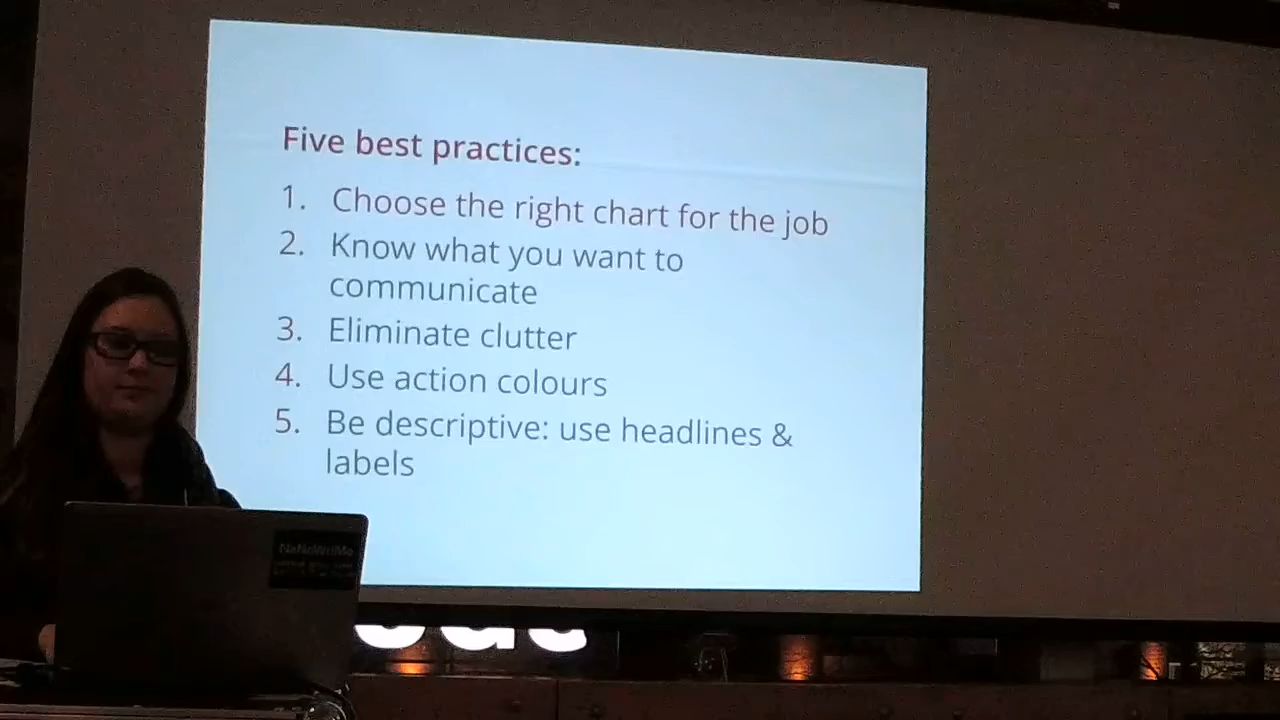 Five best practices:
1. Choose the right chart for the job
2. Know what you want to
communicate
3. Eliminate clutter
4. Use action colours
5. Be descriptive: use headlines &
labels
NaNoWriMo